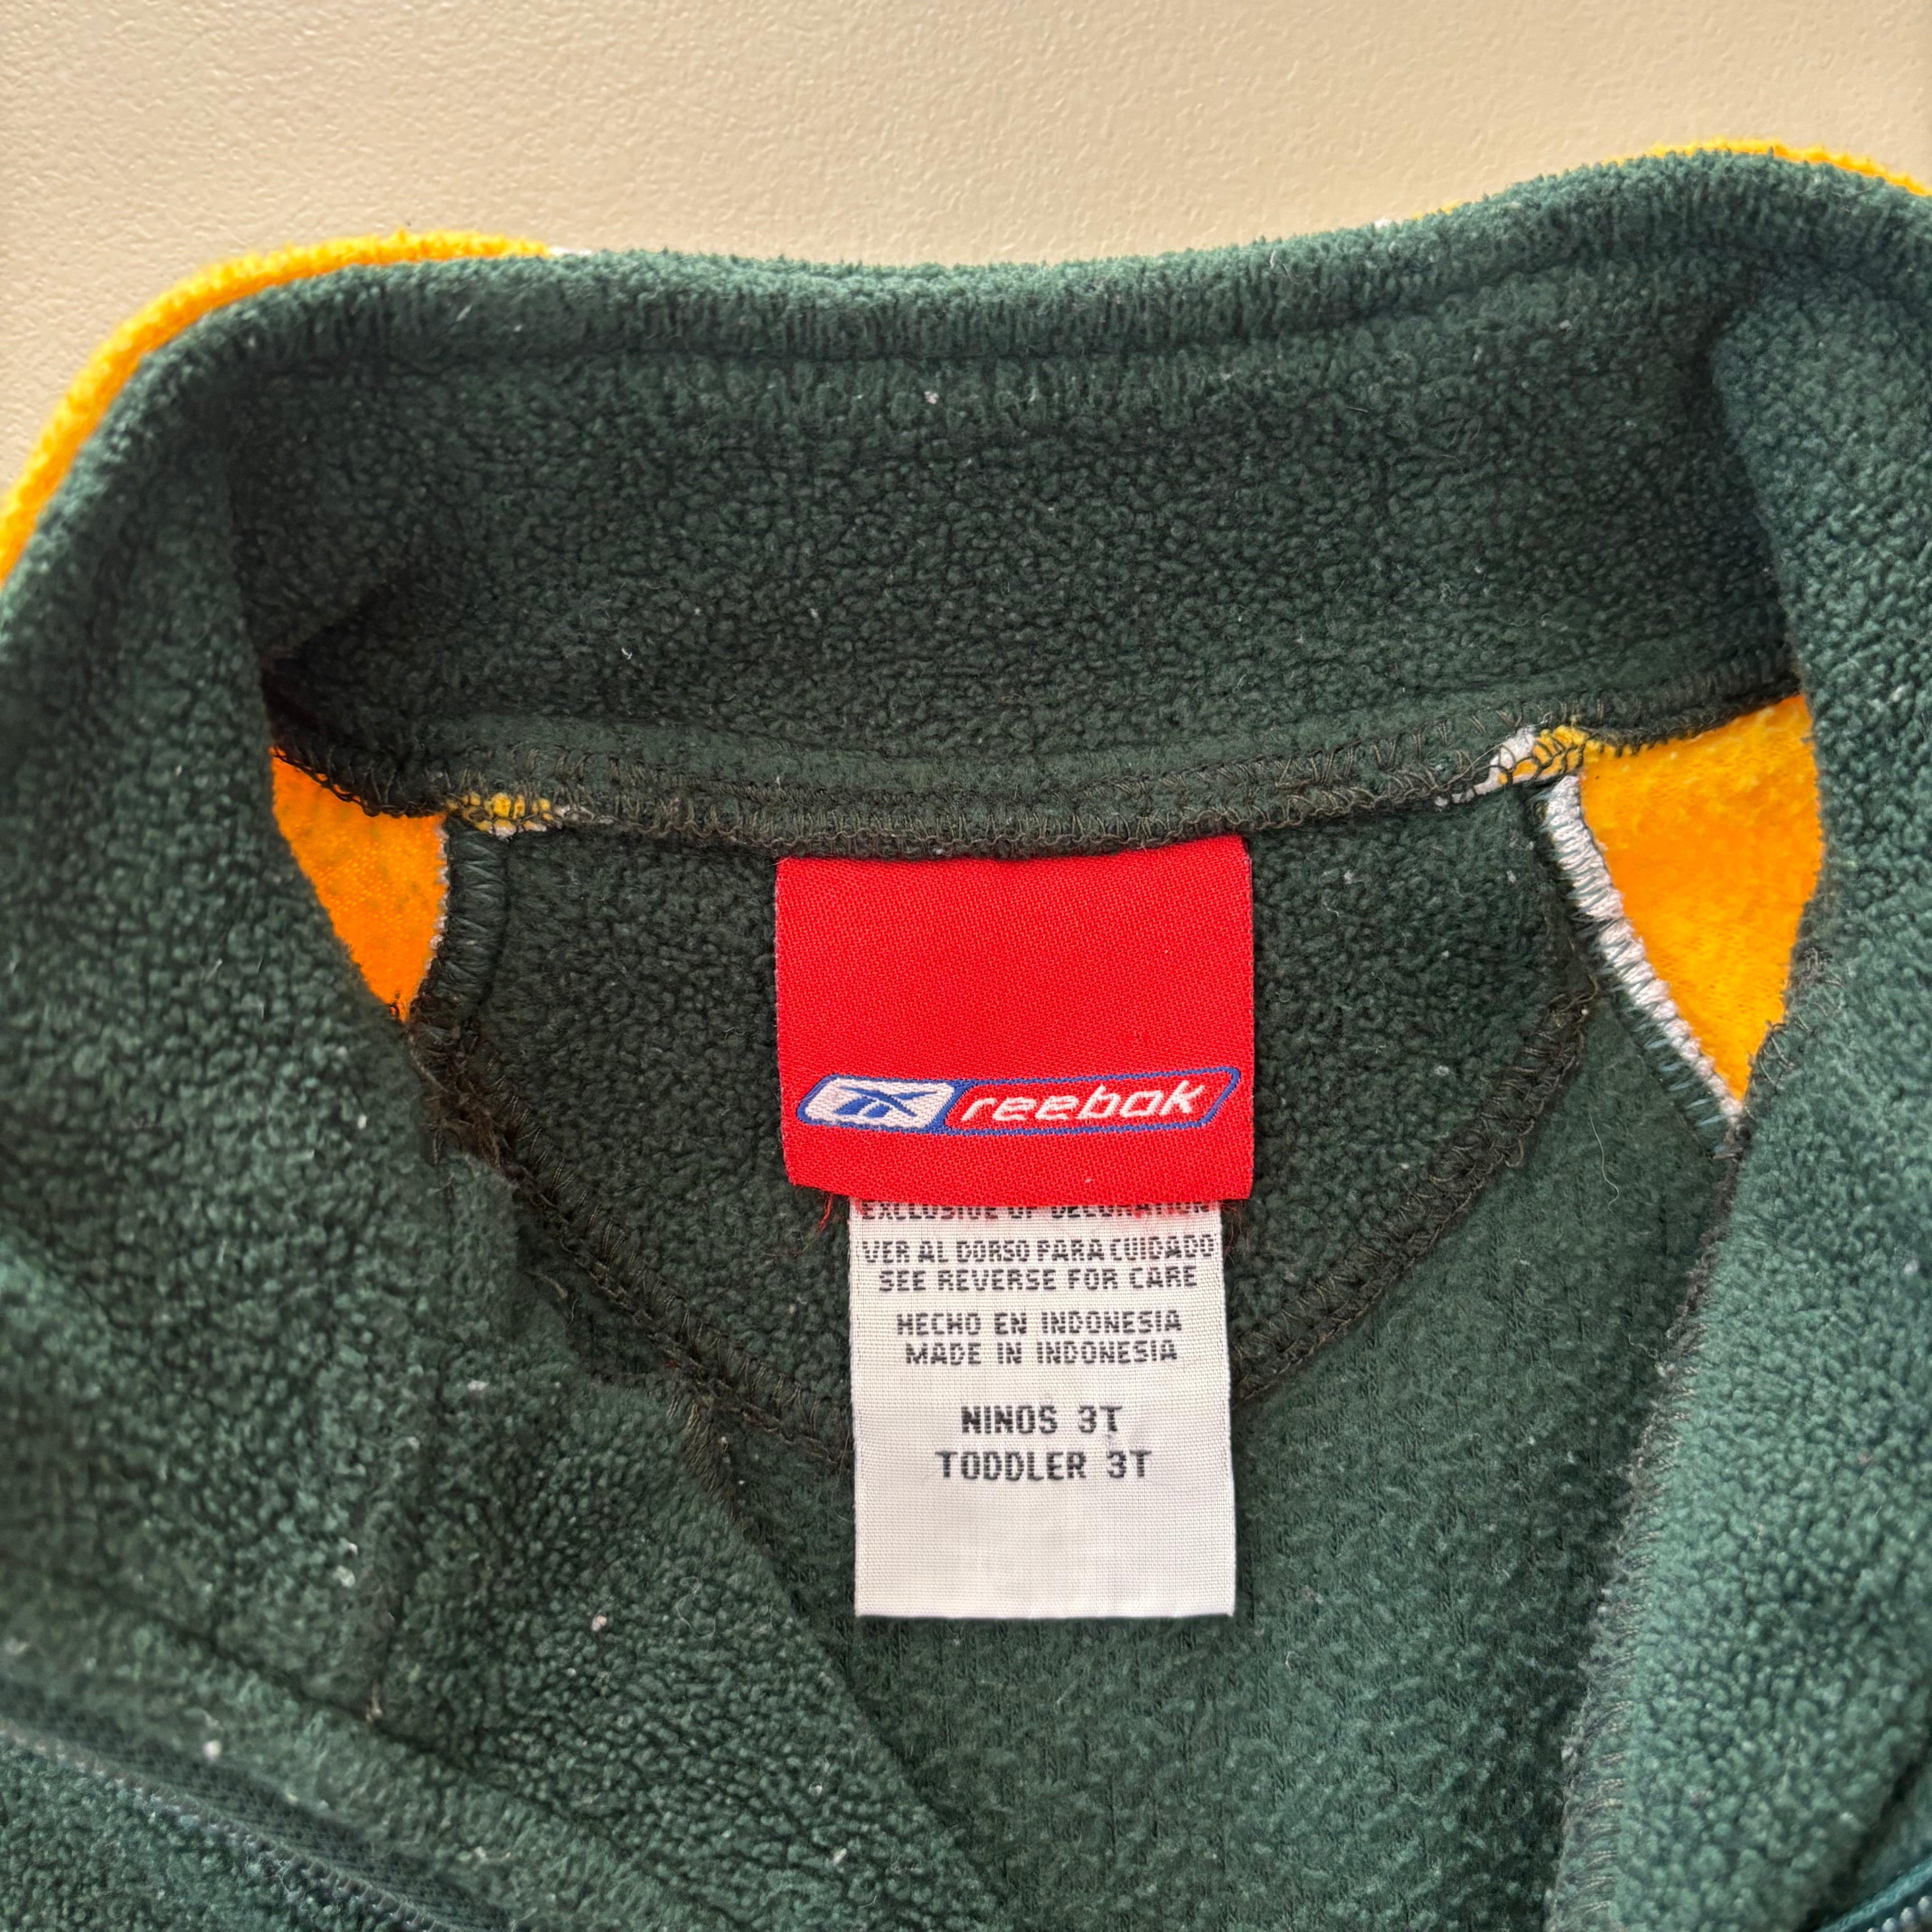 reebok
EXCLUSIVE OF DECORATION
VER AL DORSO PARA CUIDADO
SEE REVERSE FOR CARE
HECHO EN INDONESIA
MADE IN INDONESIA
NINOS 3T
TODDLER 3T